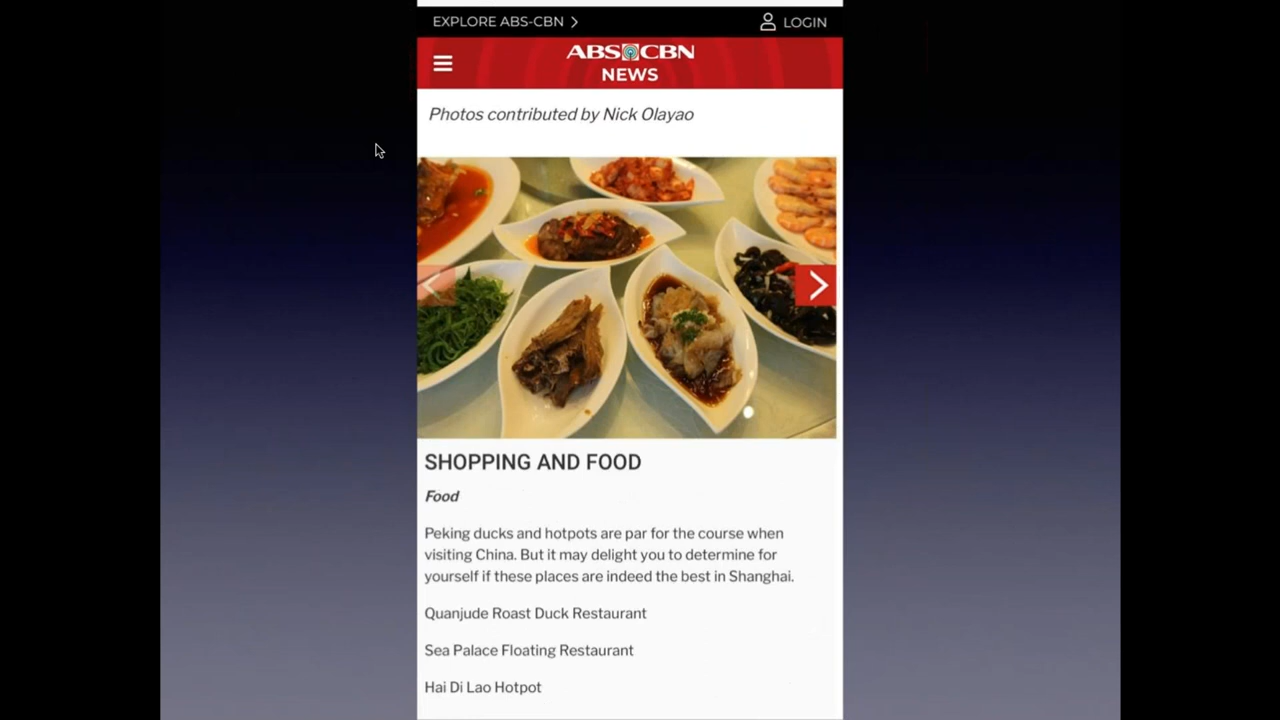 EXPLORE ABS-CBN
LOGIN
ABS CBN
NEWS
Photos contributed by Nick Olayao
SHOPPING AND FOOD
Food
Peking ducks and hotpots are par for the course when
visiting China. But it may delight you to determine for
yourself if these places are indeed the best in Shanghai.
Quanjude Roast Duck Restaurant
Sea Palace Floating Restaurant
Hai Di Lao Hotpot